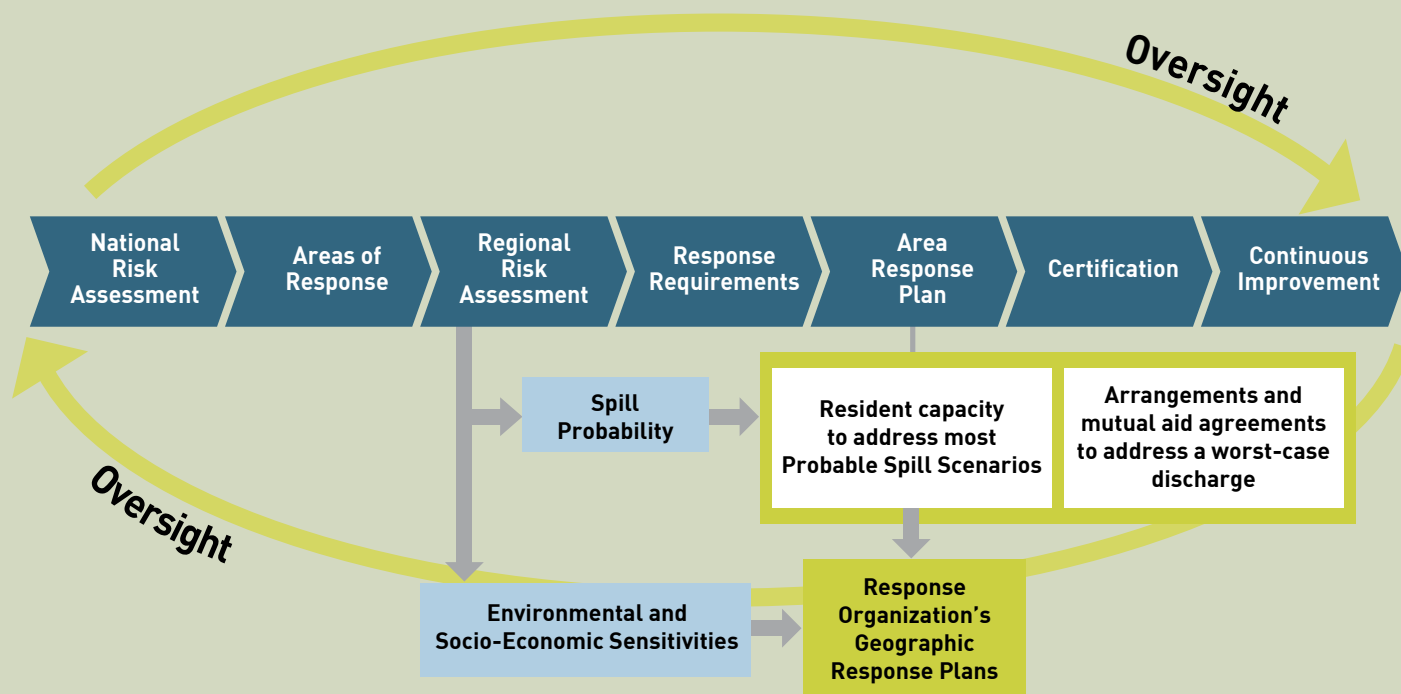 Oversight
National
Risk
Assessment
Areas of
Response
Regional
Risk
Assessment
Response
Requirements
Area
Response
Plan
Certification
Continuous
Improvement
Spill
Probability
Resident capacity
to address most
Probable Spill Scenarios
Arrangements and
mutual aid agreements
to address a worst-case
discharge
Oversight
Environmental and
Socio-Economic Sensitivities
Response
Organization’s
Geographic
Response Plans